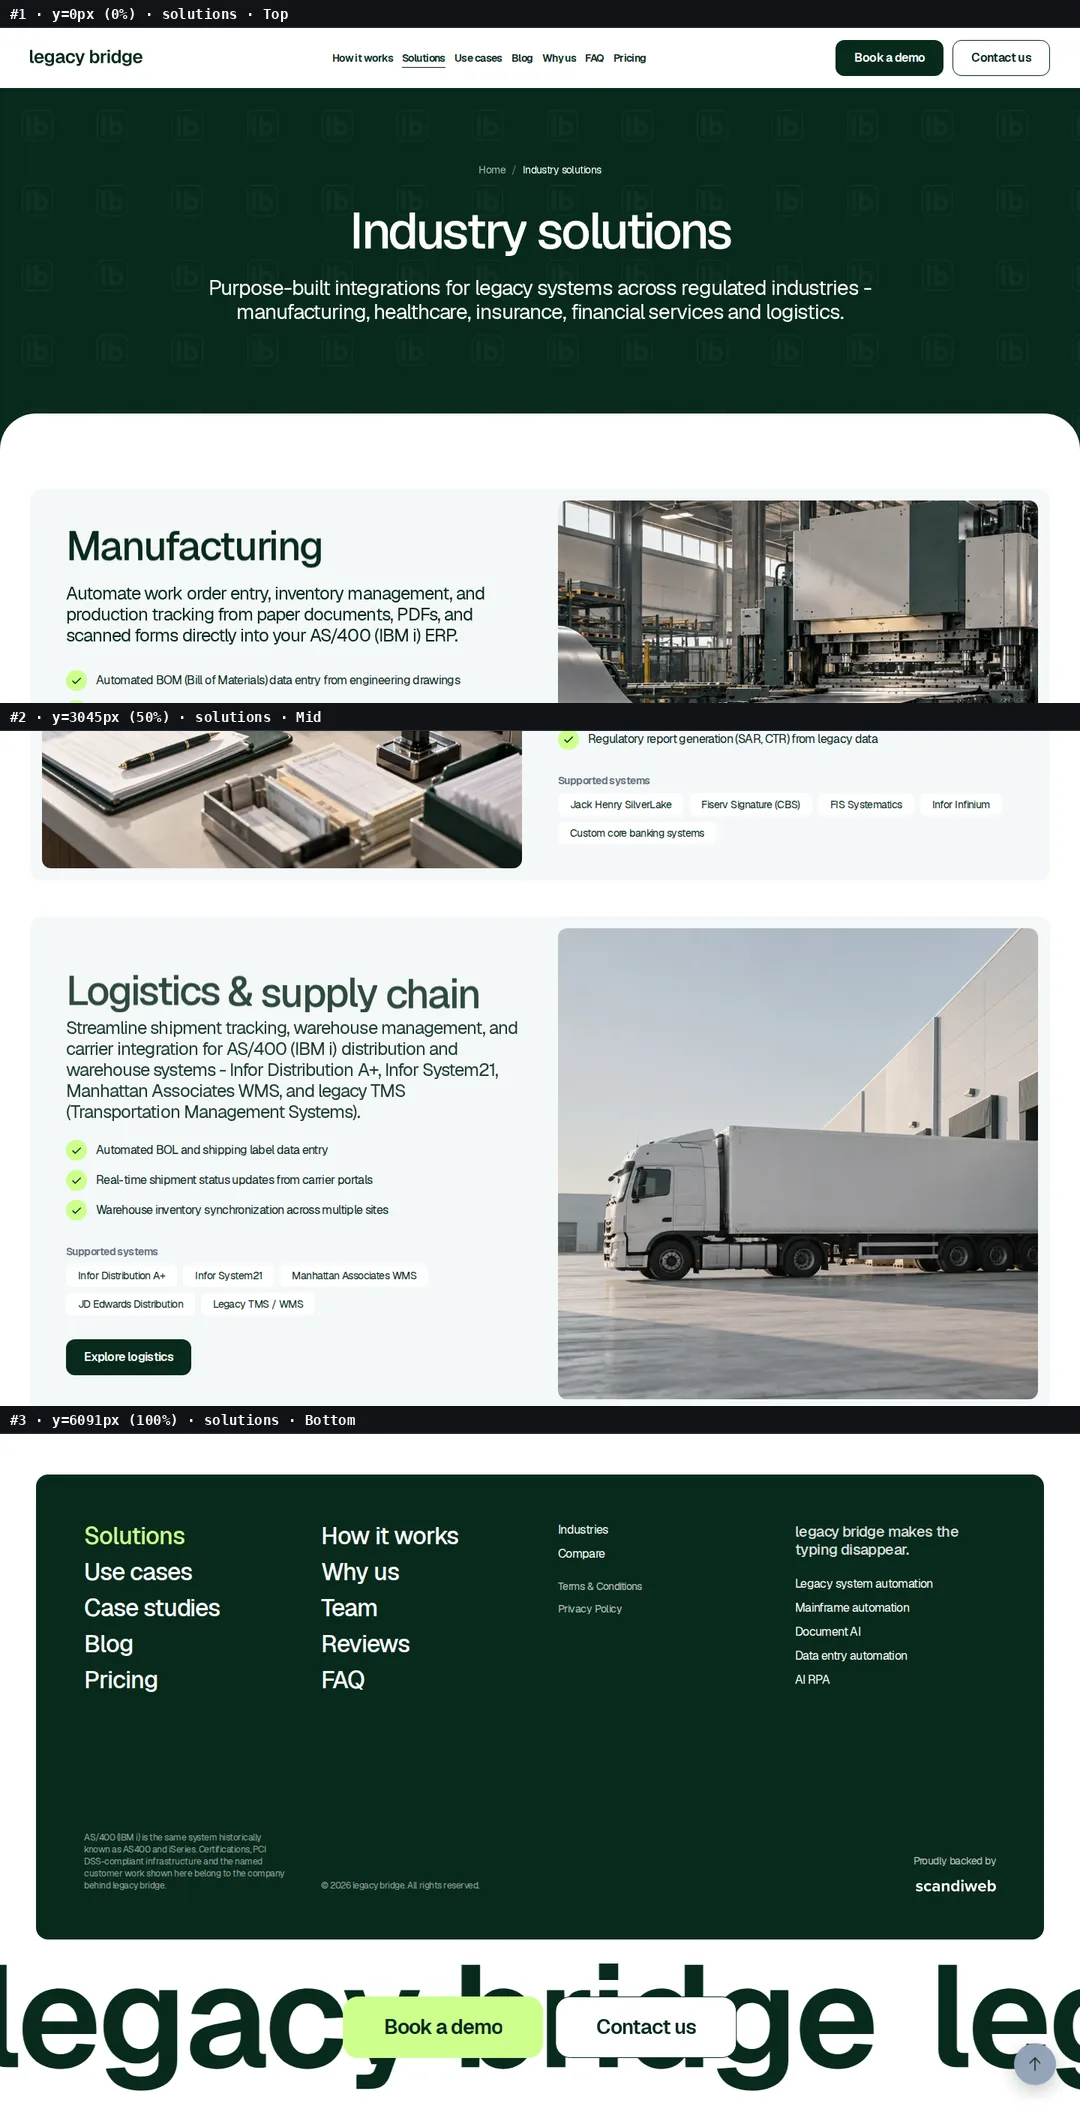 #1 · y=0px (0%) · solutions · Top
legacy bridge
How it works Solutions Use cases Blog Why us FAQ Pricing
Book a demo Contact us
Home / Industry solutions
Industry solutions
Purpose-built integrations for legacy systems across regulated industries -
manufacturing, healthcare, insurance, financial services and logistics.
Manufacturing
Automate work order entry, inventory management, and
production tracking from paper documents, PDFs, and
scanned forms directly into your AS/400 (IBM i) ERP.
Automated BOM (Bill of Materials) data entry from engineering drawings
#2 · y=3045px (50%) · solutions · Mid
Regulatory report generation (SAR, CTR) from legacy data
Supported systems
Jack Henry SilverLake Fiserv Signature (CBS) FIS Systematics Infor Infinium
Custom core banking systems
Logistics & supply chain
Streamline shipment tracking, warehouse management, and
carrier integration for AS/400 (IBM i) distribution and
warehouse systems - Infor Distribution A+, Infor System21,
Manhattan Associates WMS, and legacy TMS
(Transportation Management Systems).
Automated BOL and shipping label data entry
Real-time shipment status updates from carrier portals
Warehouse inventory synchronization across multiple sites
Supported systems
Infor Distribution A+ Infor System21 Manhattan Associates WMS
JD Edwards Distribution Legacy TMS / WMS
Explore logistics
#3 · y=6091px (100%) · solutions · Bottom
Solutions
Use cases
Case studies
Blog
Pricing
How it works
Why us
Team
Reviews
FAQ
Industries
Compare
Terms & Conditions
Privacy Policy
legacy bridge makes the
typing disappear.
Legacy system automation
Mainframe automation
Document AI
Data entry automation
AI RPA
AS/400 (IBM i) is the same system historically
known as AS400 and iSeries. Certifications, PCI
DSS-compliant infrastructure and the named
customer work shown here belong to the company
behind legacy bridge.
© 2026 legacy bridge. All rights reserved.
Proudly backed by
scandiweb
legacy bridge leg
Book a demo Contact us